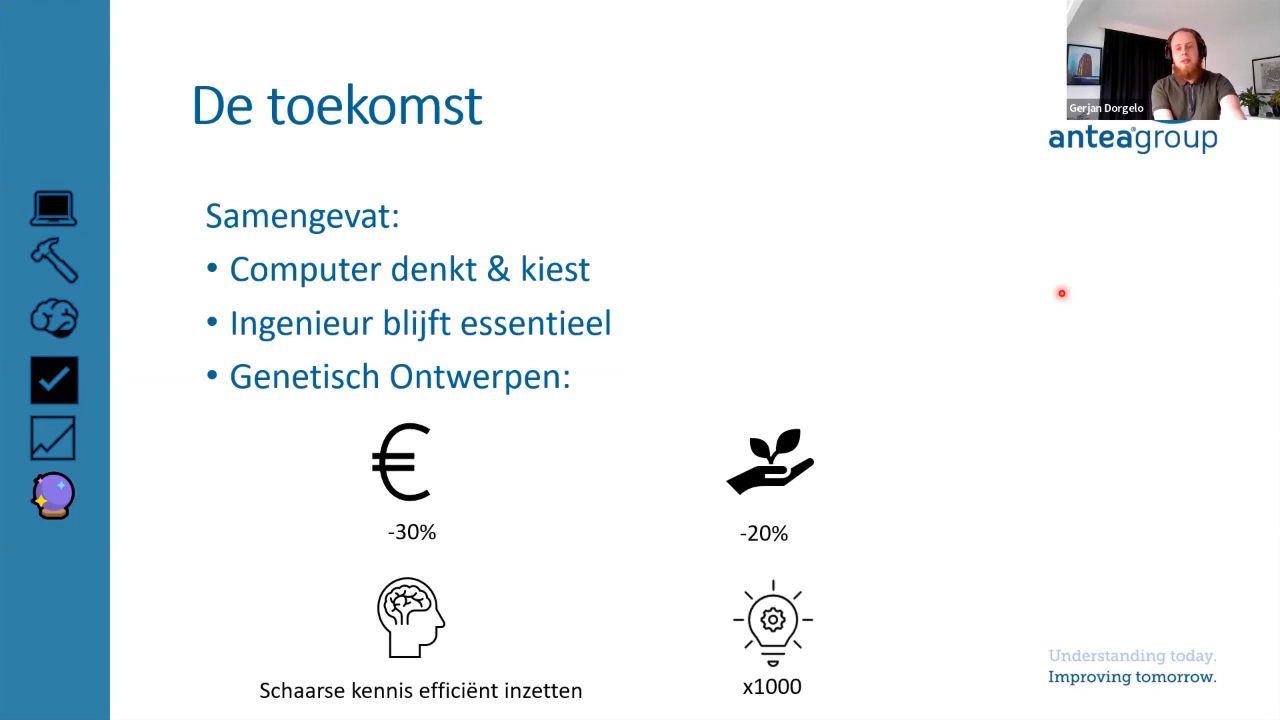 De toekomst
Gerjan Dorgelo
anteagroup
Samengevat:
• Computer denkt & kiest
• Ingenieur blijft essentieel
• Genetisch Ontwerpen:
€
-30%
-20%
Schaarse kennis efficiënt inzetten
x1000
Understanding today.
Improving tomorrow.